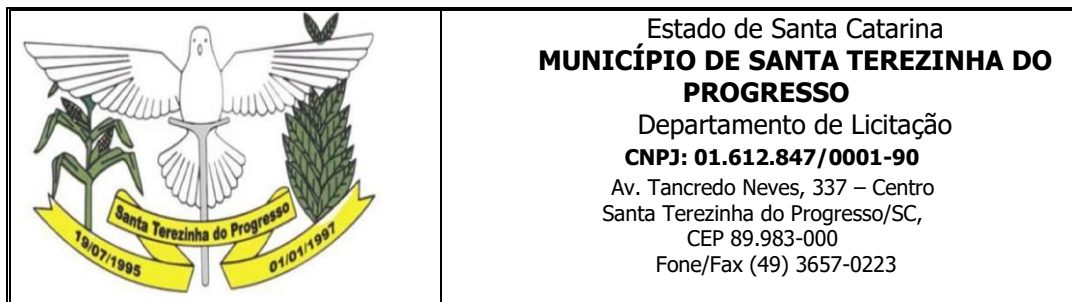 Santa Terezinha do Progresso
19/07/1995
01/01/1997
Estado de Santa Catarina
MUNICÍPIO DE SANTA TEREZINHA DO
PROGRESSO
Departamento de Licitação
CNPJ: 01.612.847/0001-90
Av. Tancredo Neves, 337 – Centro
Santa Terezinha do Progresso/SC,
CEP 89.983-000
Fone/Fax (49) 3657-0223